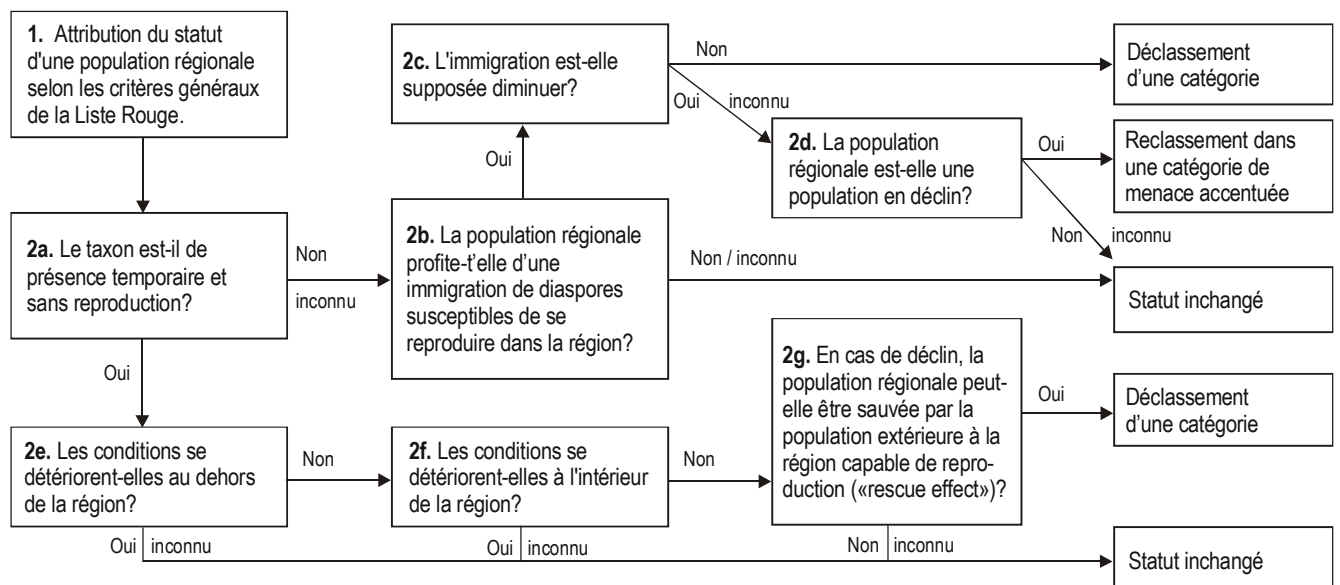 1. Attribution du statut
d'une population régionale
selon les critères généraux
de la Liste Rouge.
2c. L'immigration est-elle
supposée diminuer?
Non
Déclassement
d'une catégorie
Oui
inconnu
2d. La population
régionale est-elle une
population en déclin?
Oui
Reclassement dans
une catégorie de
menace accentuée
Non
inconnu
Oui
2a. Le taxon est-il de
présence temporaire et
sans reproduction?
Non
inconnu
2b. La population régionale
profite-t'elle d'une
immigration de diaspores
susceptibles de se
reproduire dans la région?
Non / inconnu
Statut inchangé
Oui
2e. Les conditions se
détériorent-elles au dehors
de la région?
Non
2f. Les conditions se
détériorent-elles à l'intérieur
de la région?
Non
2g. En cas de déclin, la
population régionale peut-
elle être sauvée par la
population extérieure à la
région capable de repro-
duction («rescue effect»)?
Oui
Déclassement
d'une catégorie
Oui
inconnu
Oui
inconnu
Non
inconnu
Statut inchangé